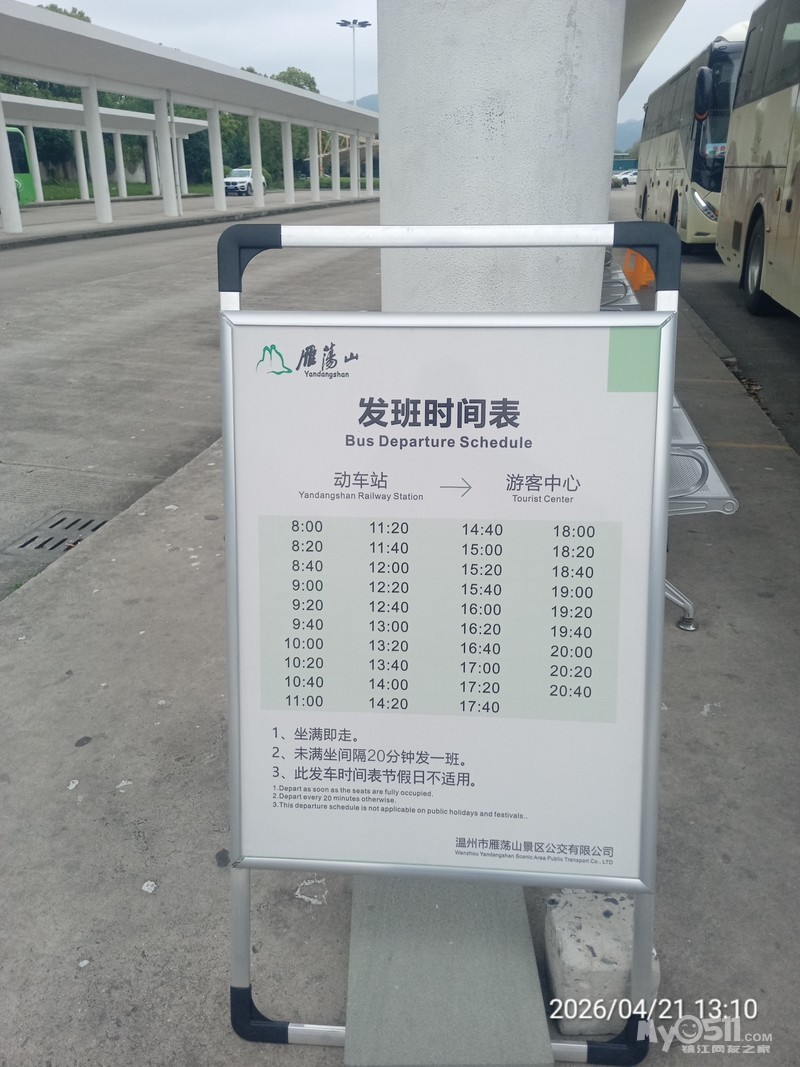 雁荡山
Yandangshan
发班时间表
Bus Departure Schedule
动车站 → 游客中心
Yandangshan Railway Station Tourist Center
8:00 11:20 14:40 18:00
8:20 11:40 15:00 18:20
8:40 12:00 15:20 18:40
9:00 12:20 15:40 19:00
9:20 12:40 16:00 19:20
9:40 13:00 16:20 19:40
10:00 13:20 16:40 20:00
10:20 13:40 17:00 20:20
10:40 14:00 17:20 20:40
11:00 14:20 17:40
1、坐满即走。
2、未满坐间隔20分钟发一班。
3、此发车时间表节假日不适用。
1.Depart as soon as the seats are fully occupied.
2.Depart every 20 minutes otherwise.
3.This departure schedule is not applicable on public holidays and festivals..
温州市雁荡山景区公交有限公司
Wenzhou Yandangshan Scenic Area Public Transport Co., LTD
2026/04/21 13:10
My0511.COM
镇江网友之家